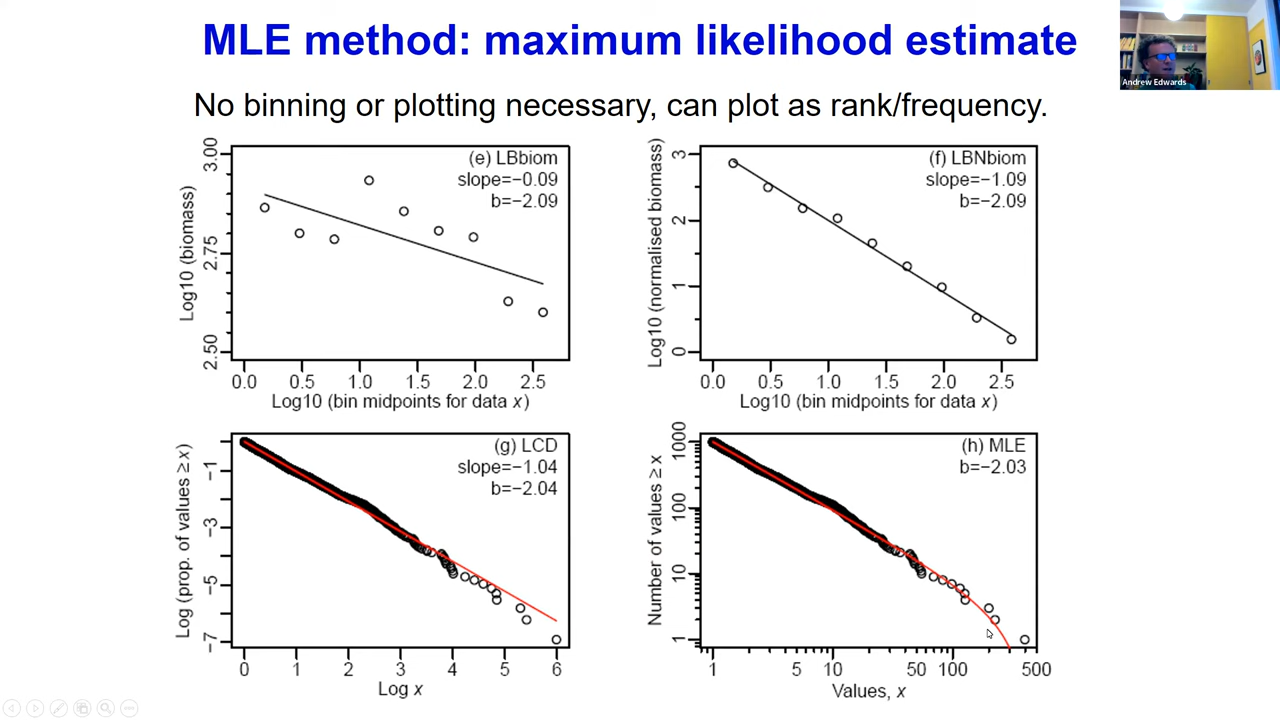 MLE method: maximum likelihood estimate
Andrew Edwards
No binning or plotting necessary, can plot as rank/frequency.
(e) LBbiom
slope=−0.09
b=−2.09
Log10 (biomass)
3.00
2.75
2.50
0.0 0.5 1.0 1.5 2.0 2.5
Log10 (bin midpoints for data x)
(f) LBNbiom
slope=−1.09
b=−2.09
Log10 (normalised biomass)
3
2
1
0
0.0 0.5 1.0 1.5 2.0 2.5
Log10 (bin midpoints for data x)
(g) LCD
slope=−1.04
b=−2.04
Log (prop. of values ≥ x)
−1
−3
−5
−7
0 1 2 3 4 5 6
Log x
(h) MLE
b=−2.03
Number of values ≥ x
1000
100
10
1
1 5 10 50 100 500
Values, x